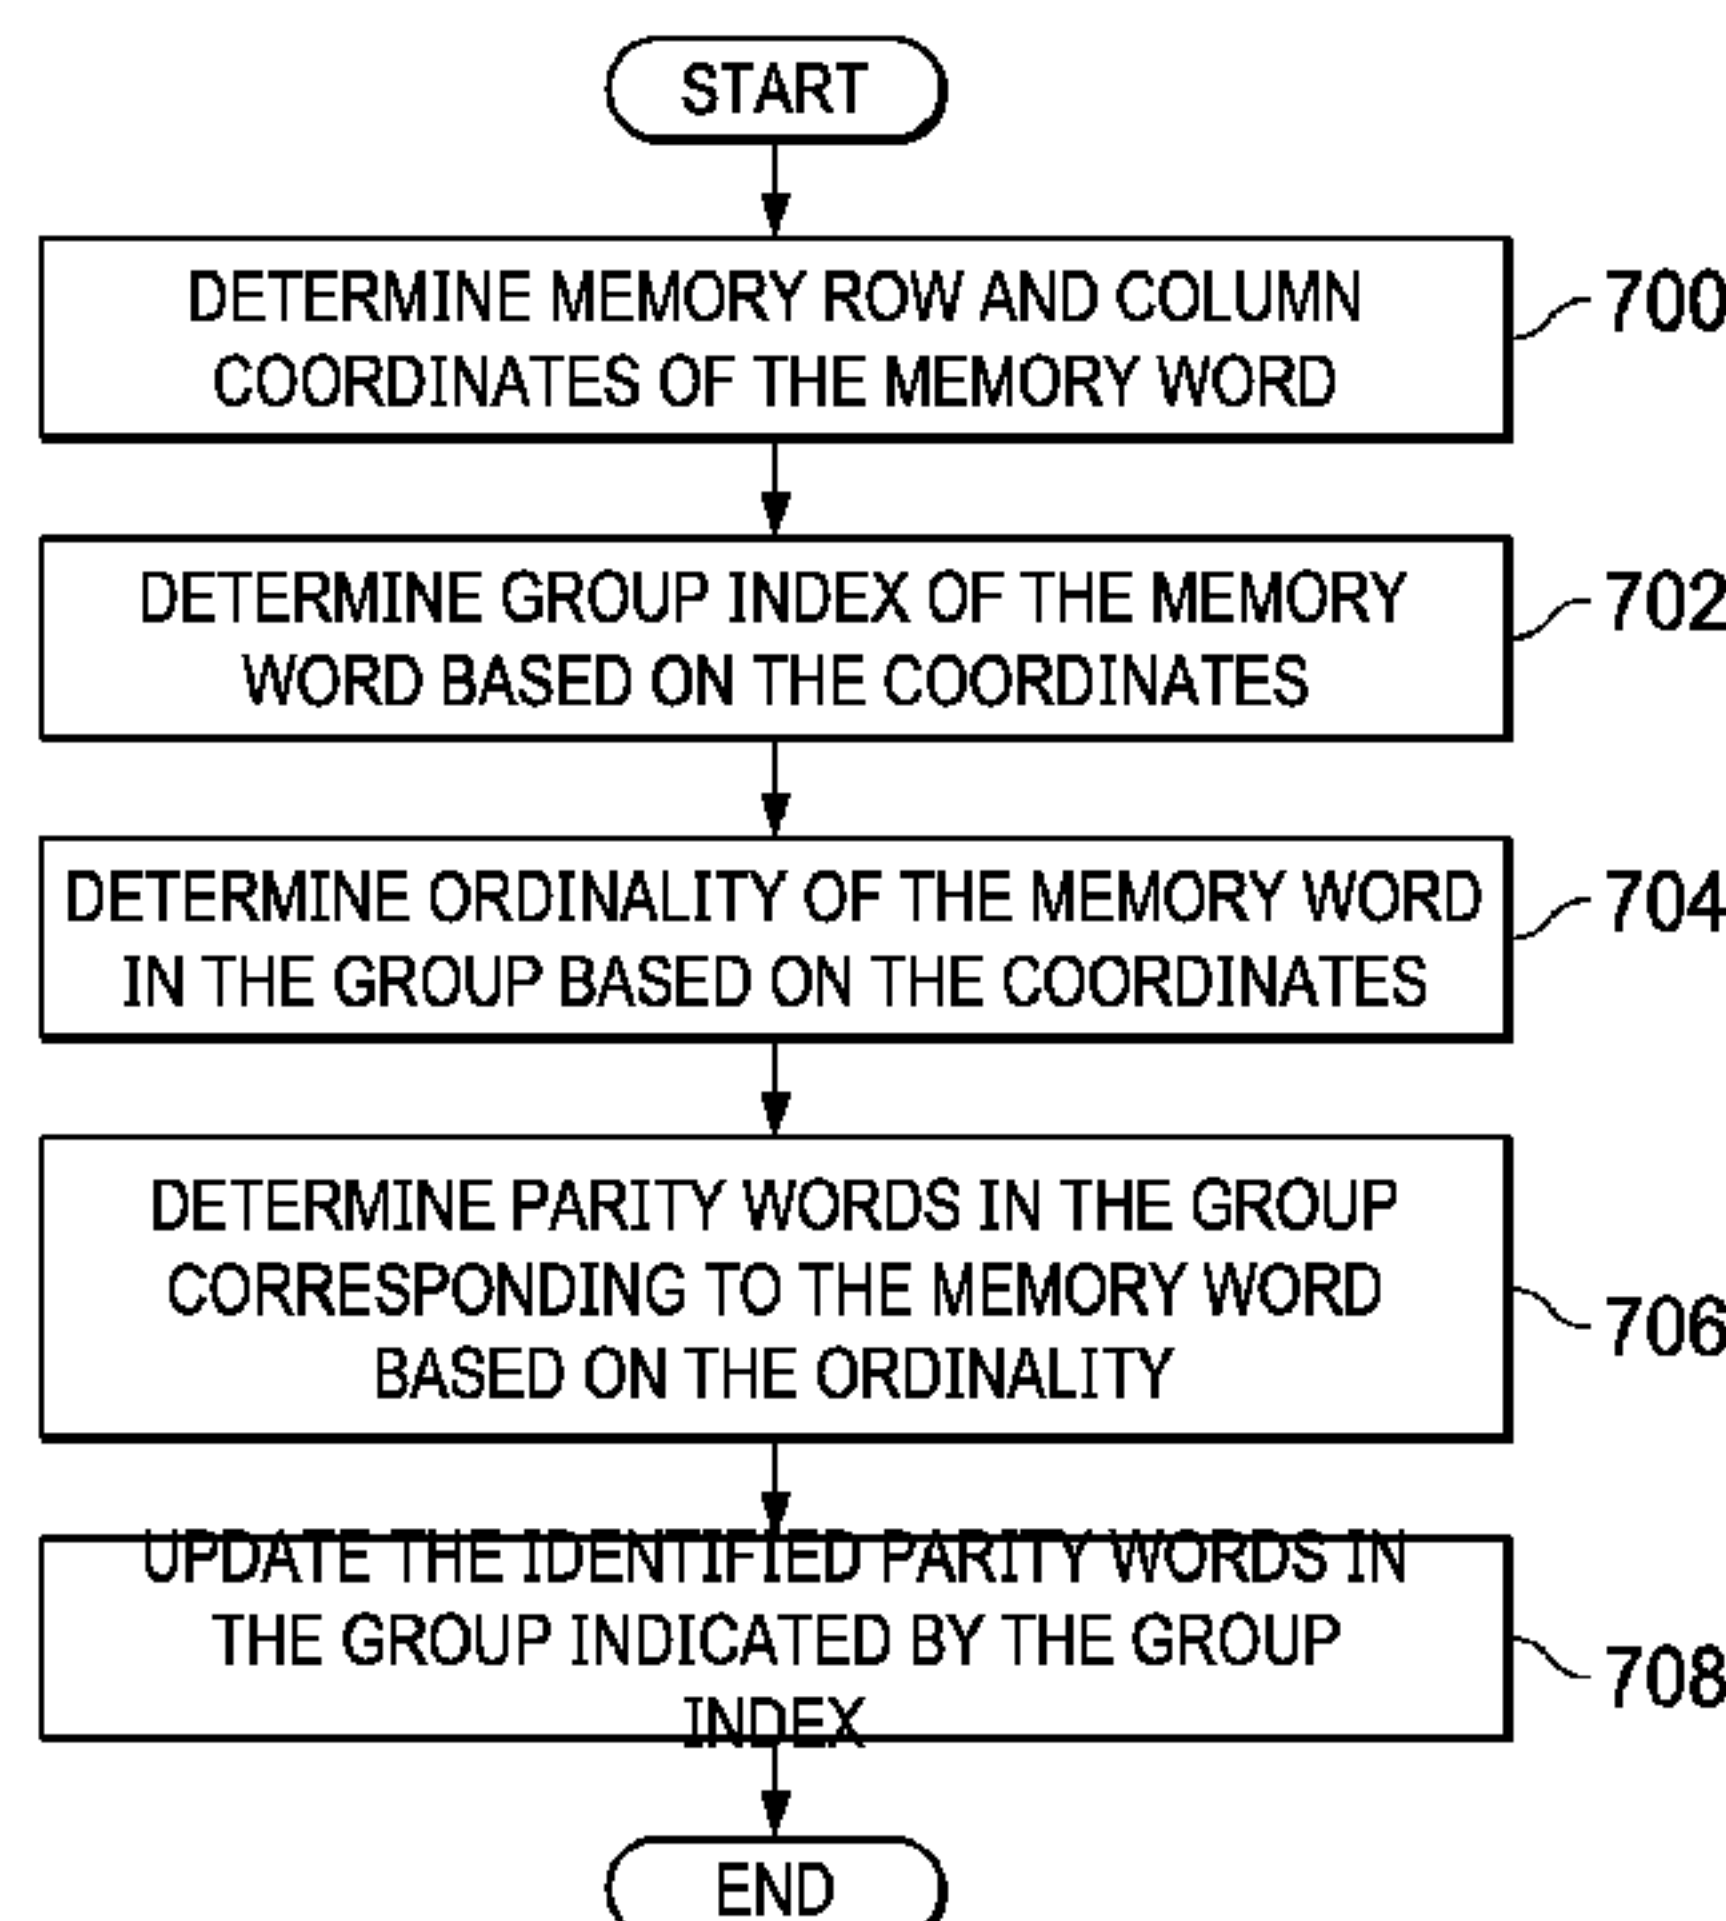 START
DETERMINE MEMORY ROW AND COLUMN
COORDINATES OF THE MEMORY WORD
700
DETERMINE GROUP INDEX OF THE MEMORY
WORD BASED ON THE COORDINATES
702
DETERMINE ORDINALITY OF THE MEMORY WORD
IN THE GROUP BASED ON THE COORDINATES
704
DETERMINE PARITY WORDS IN THE GROUP
CORRESPONDING TO THE MEMORY WORD
BASED ON THE ORDINALITY
706
UPDATE THE IDENTIFIED PARITY WORDS IN
THE GROUP INDICATED BY THE GROUP
INDEX
708
END